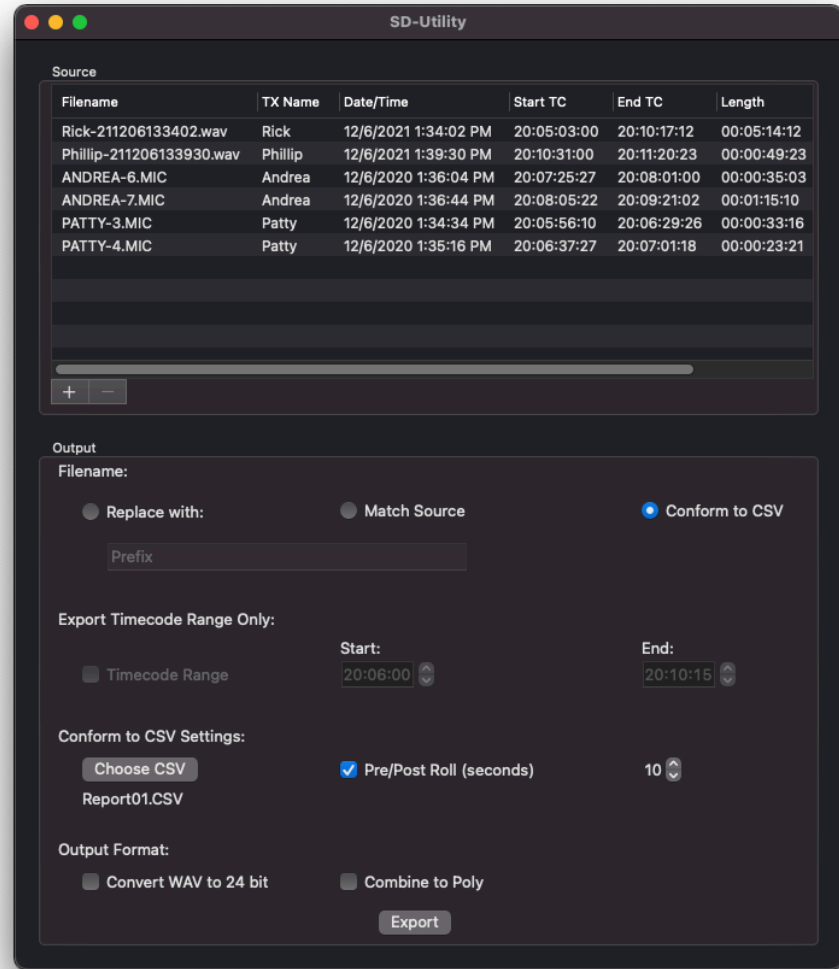 SD-Utility
Source
Filename TX Name Date/Time Start TC End TC Length
Rick-211206133402.wav Rick 12/6/2021 1:34:02 PM 20:05:03:00 20:10:17:12 00:05:14:12
Phillip-211206133930.wav Phillip 12/6/2021 1:39:30 PM 20:10:31:00 20:11:20:23 00:00:49:23
ANDREA-6.MIC Andrea 12/6/2020 1:36:04 PM 20:07:25:27 20:08:01:00 00:00:35:03
ANDREA-7.MIC Andrea 12/6/2020 1:36:44 PM 20:08:05:22 20:09:21:02 00:01:15:10
PATTY-3.MIC Patty 12/6/2020 1:34:34 PM 20:05:56:10 20:06:29:26 00:00:33:16
PATTY-4.MIC Patty 12/6/2020 1:35:16 PM 20:06:37:27 20:07:01:18 00:00:23:21
+ −
Output
Filename:
Replace with: Match Source Conform to CSV
Prefix
Export Timecode Range Only:
Start: End:
Timecode Range 20:06:00 20:10:15
Conform to CSV Settings:
Choose CSV Pre/Post Roll (seconds) 10
Report01.CSV
Output Format:
Convert WAV to 24 bit Combine to Poly
Export